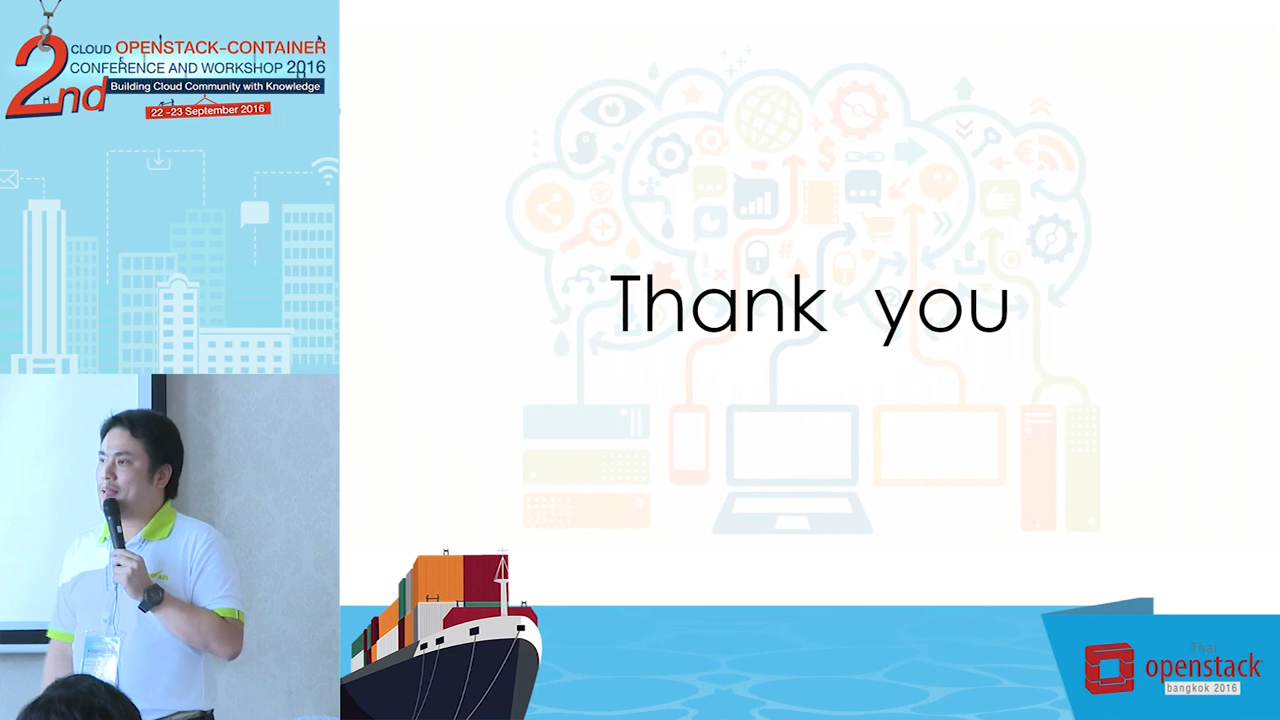 2nd
CLOUD OPENSTACK-CONTAINER
CONFERENCE AND WORKSHOP 2016
Building Cloud Community with Knowledge
22 -23 September 2016
Thank you
Thai
openstack
bangkok 2016